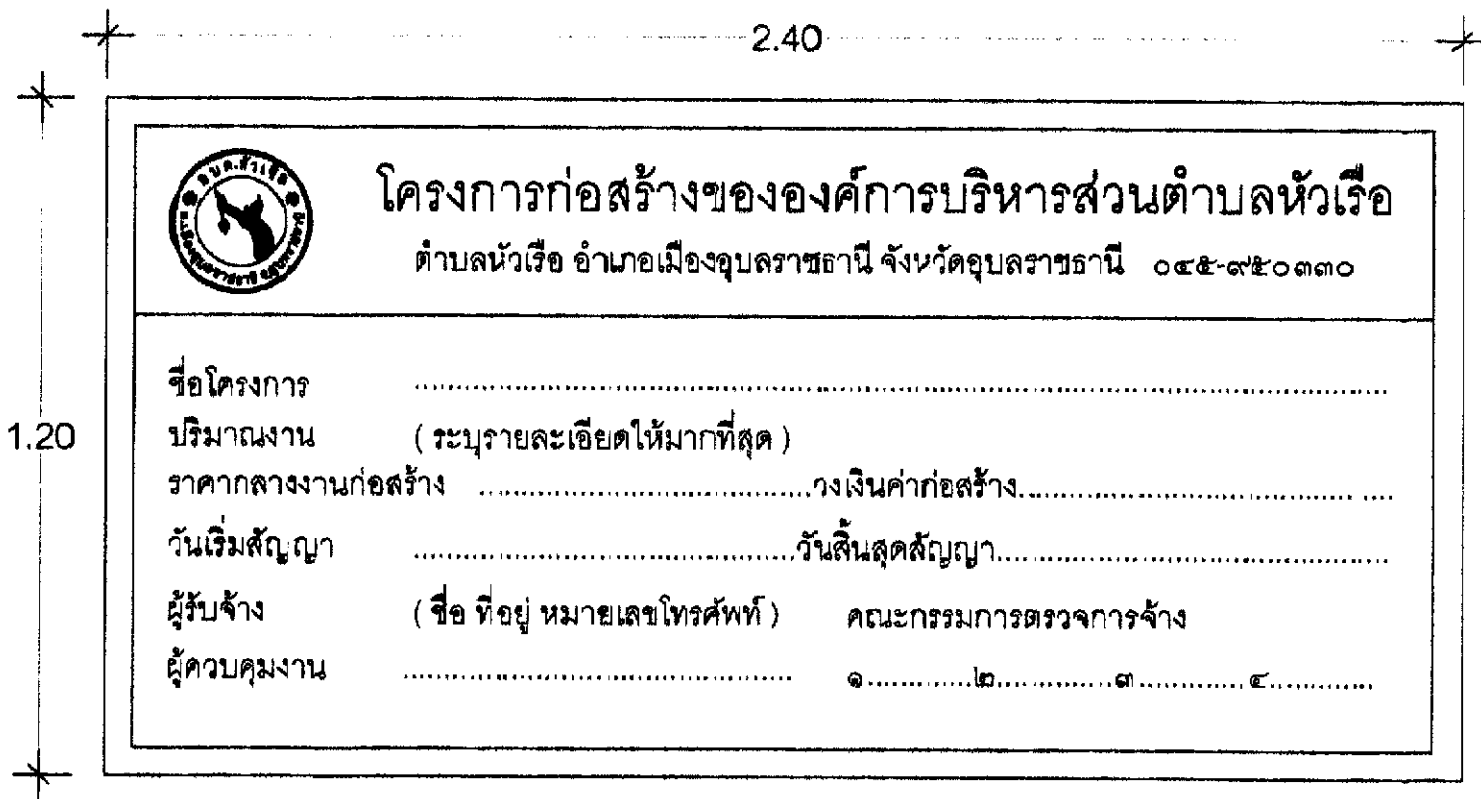 2.40
1.20
โครงการก่อสร้างขององค์การบริหารส่วนตำบลหัวเรือ
ตำบลหัวเรือ อำเภอเมืองอุบลราชธานี จังหวัดอุบลราชธานี ๐๔๕-๙๕๐๓๓๐
ชื่อโครงการ ........................................
ปริมาณงาน ( ระบุรายละเอียดให้มากที่สุด )
ราคากลางงานก่อสร้าง ....................วงเงินค่าก่อสร้าง....................
วันเริ่มสัญญา ....................วันสิ้นสุดสัญญา....................
ผู้รับจ้าง ( ชื่อ ที่อยู่ หมายเลขโทรศัพท์ ) คณะกรรมการตรวจการจ้าง
ผู้ควบคุมงาน .................... ๑............๒............๓............๔............